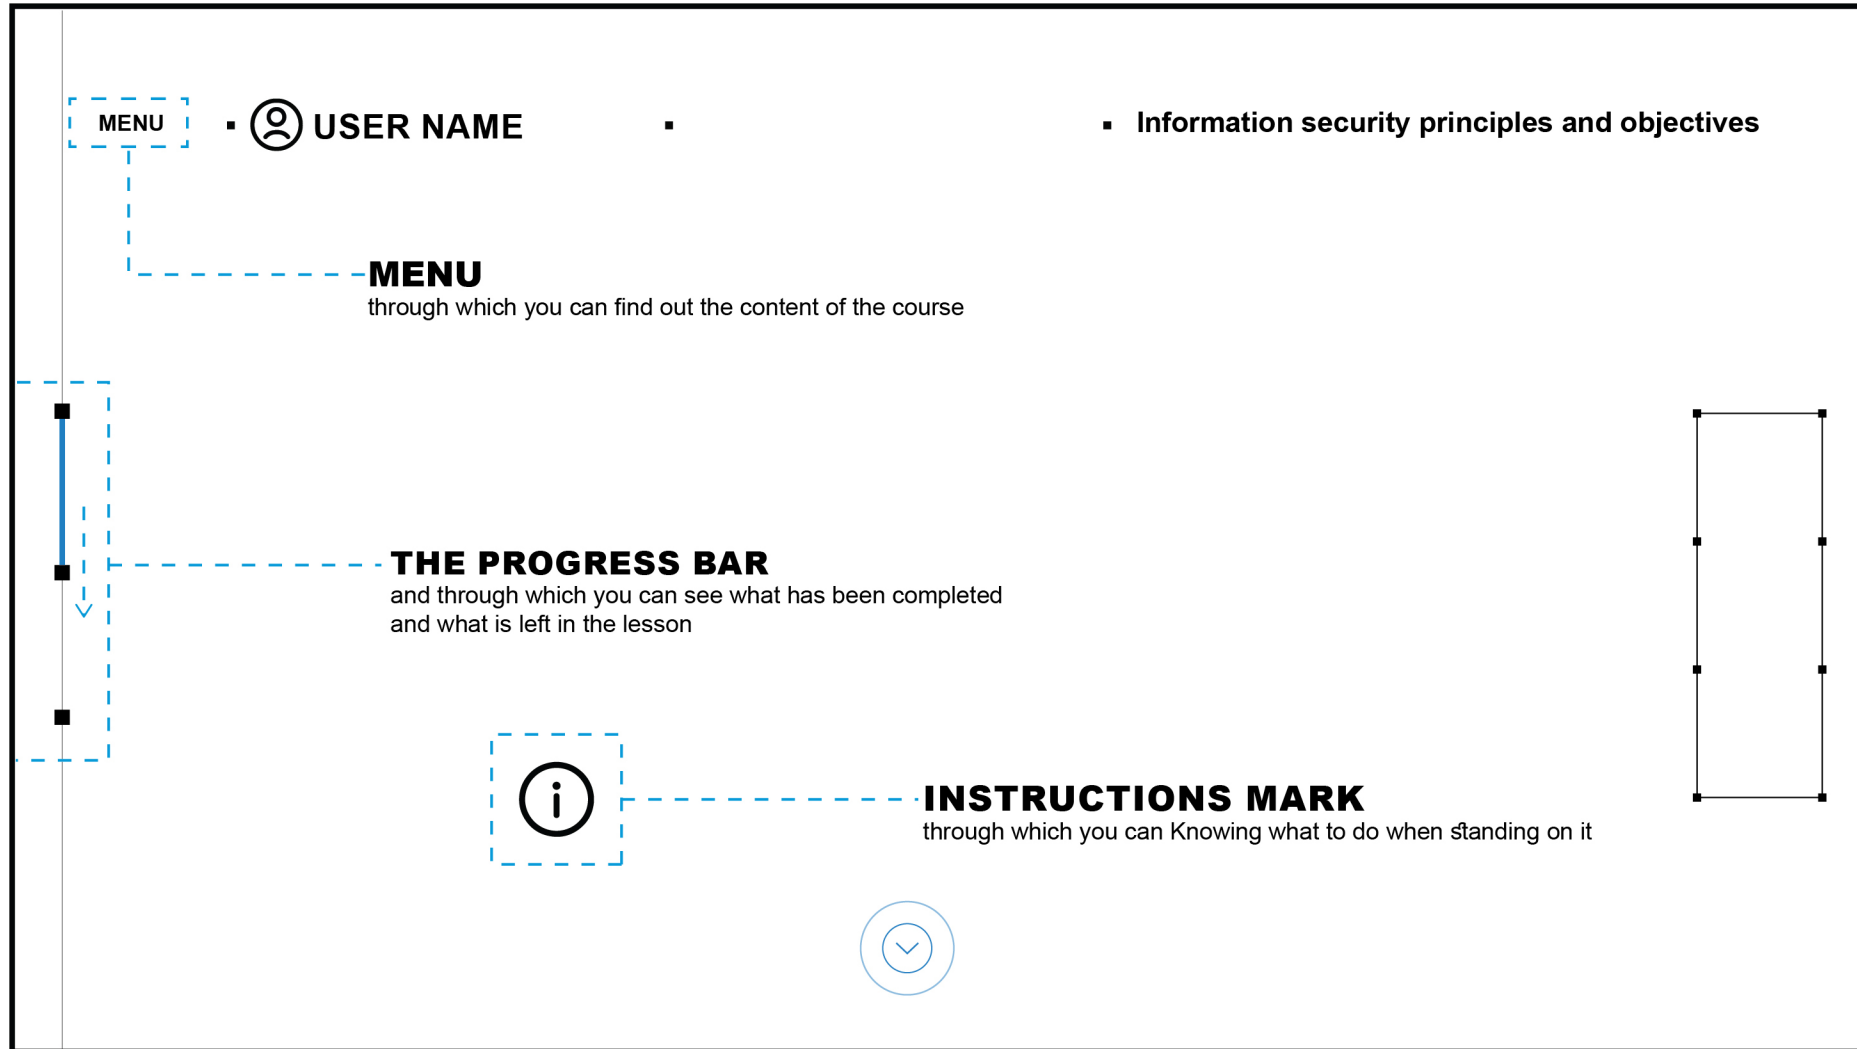 MENU
USER NAME
Information security principles and objectives
MENU
through which you can find out the content of the course
THE PROGRESS BAR
and through which you can see what has been completed
and what is left in the lesson
INSTRUCTIONS MARK
through which you can Knowing what to do when standing on it